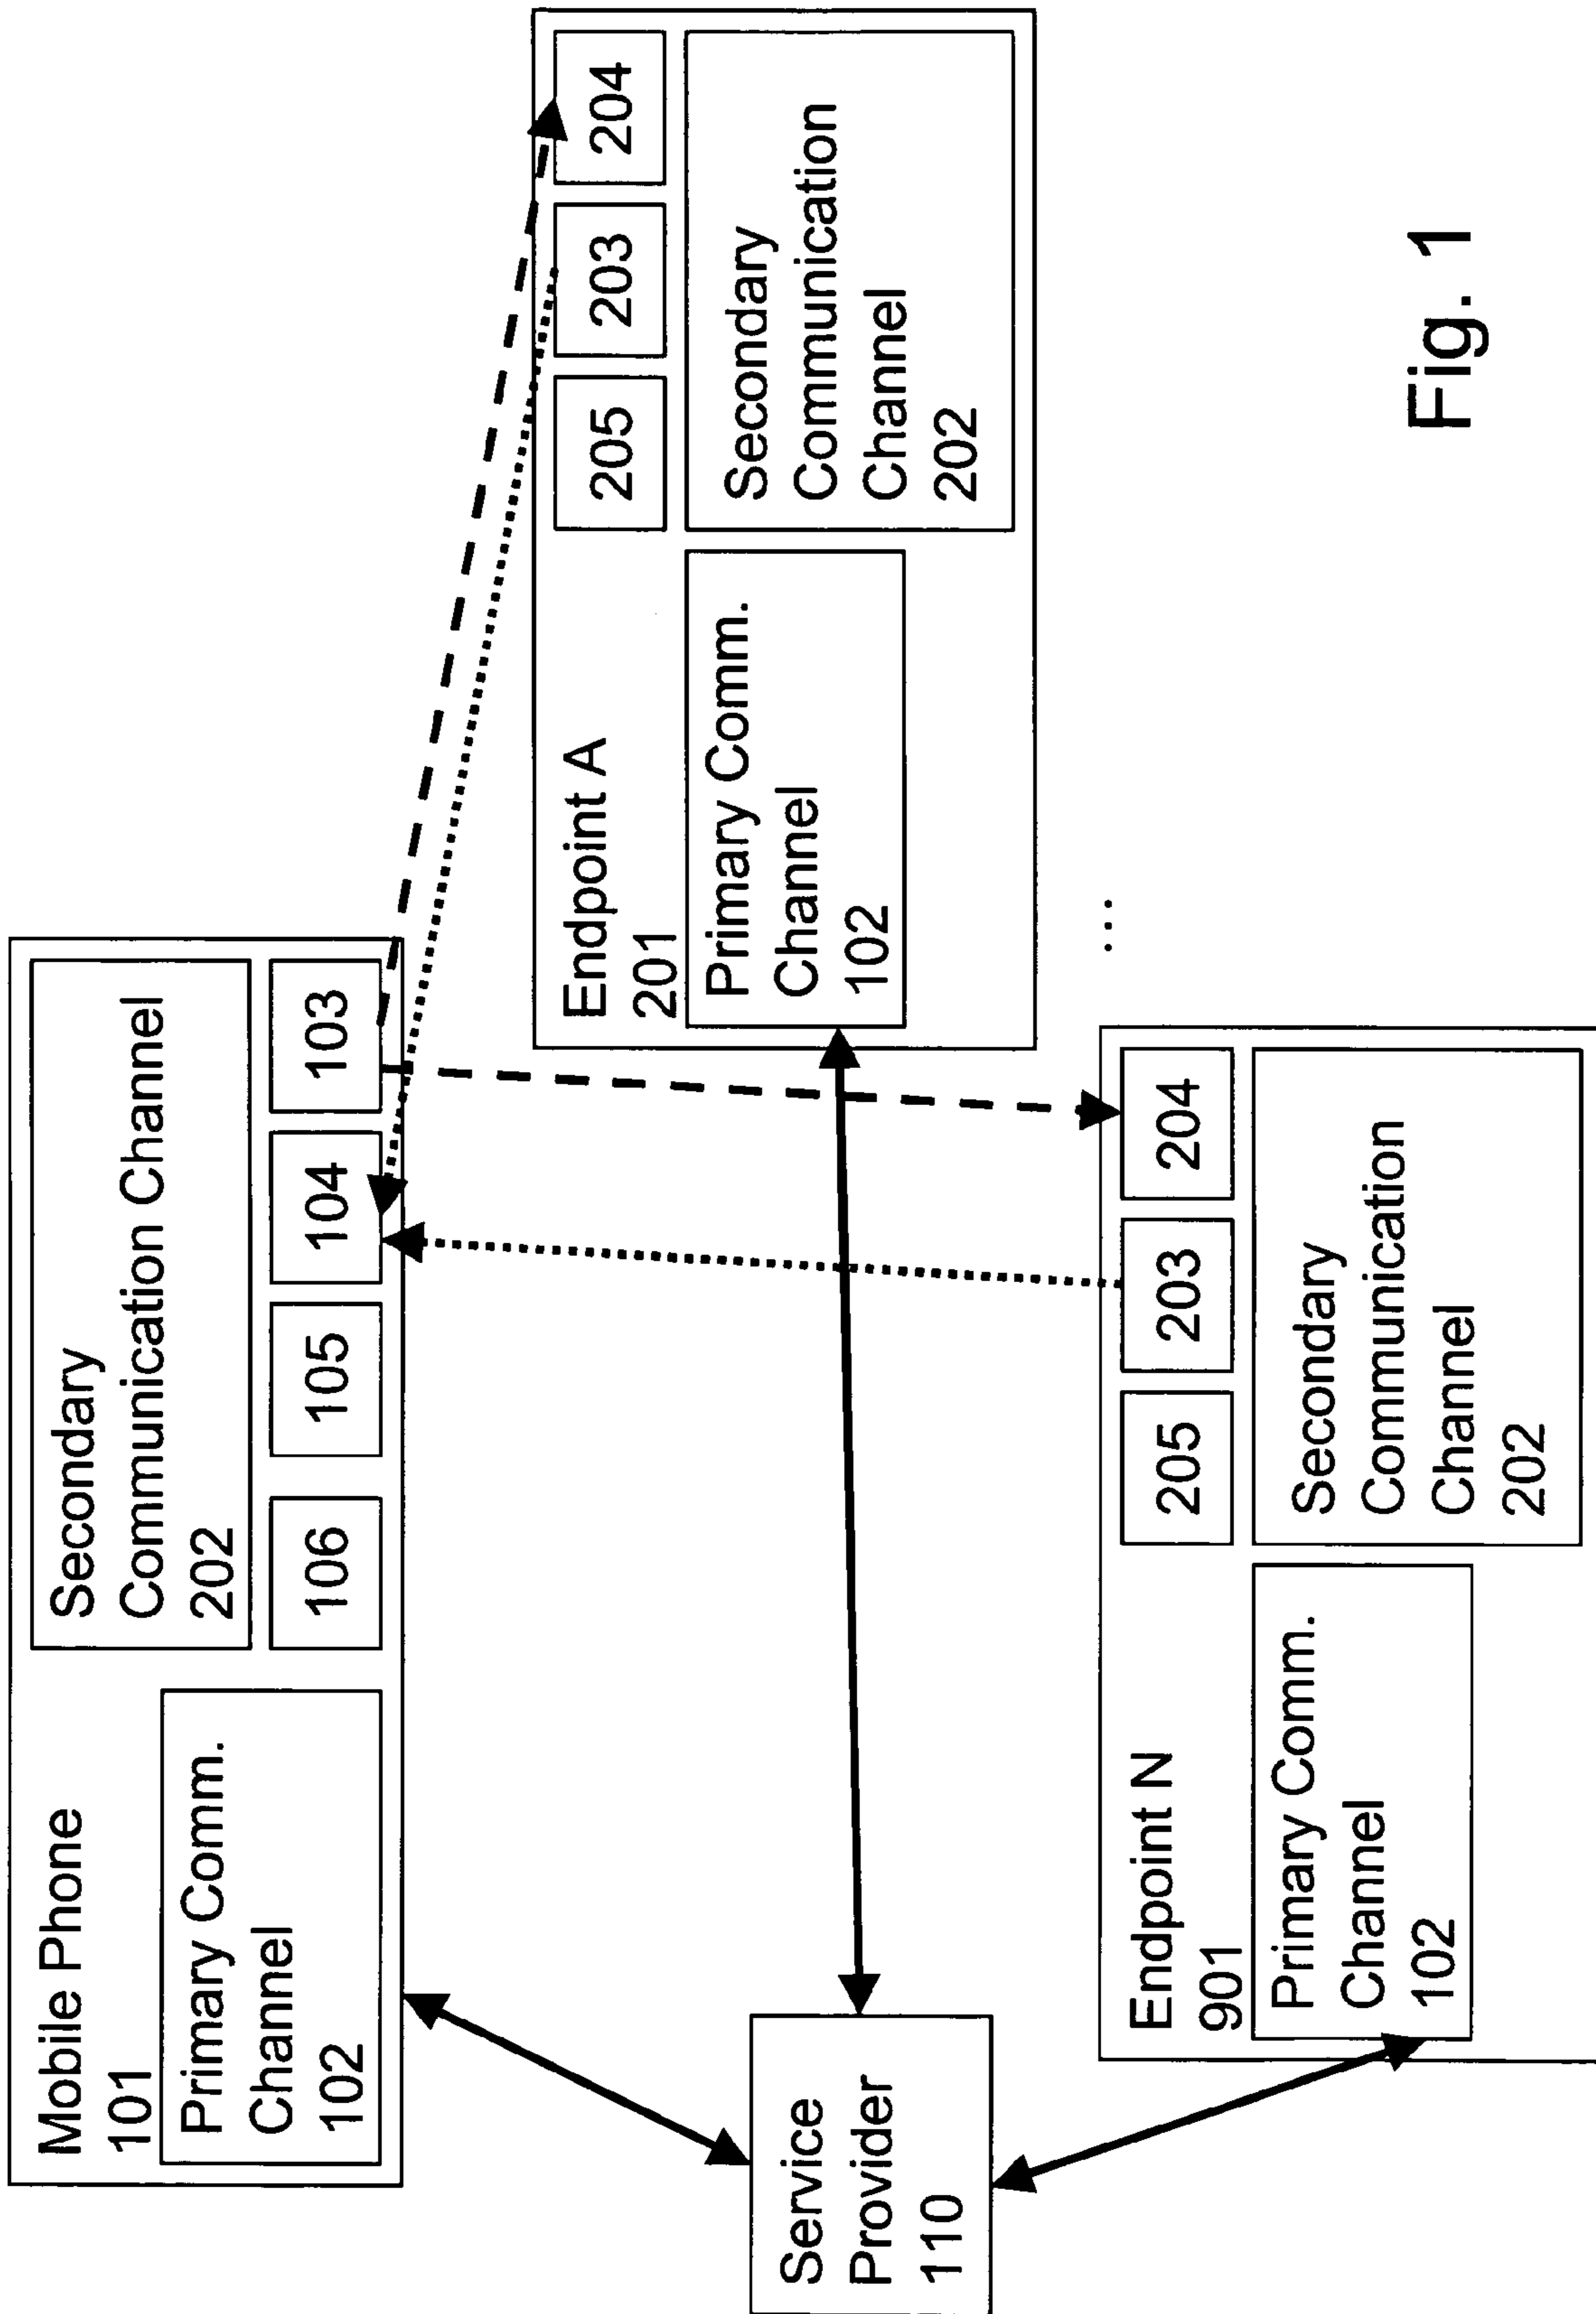 Mobile Phone
101
Primary Comm.
Channel
102
Secondary
Communication Channel
202
106
105
104
103
Service
Provider
110
Endpoint A
201
Primary Comm.
Channel
102
205
203
204
Secondary
Communication
Channel
202
...
Endpoint N
901
Primary Comm.
Channel
102
205
203
204
Secondary
Communication
Channel
202
Fig. 1